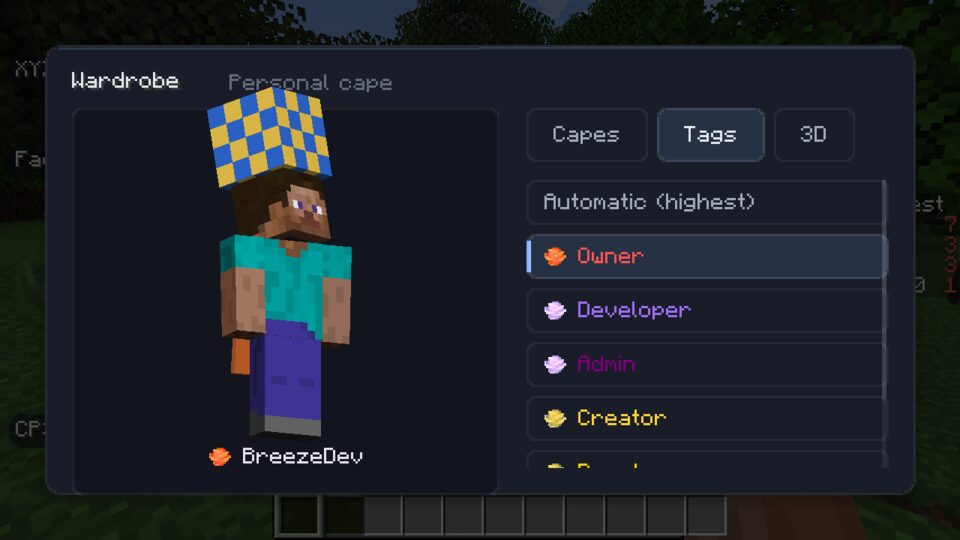 Wardrobe
Personal cape
Capes
Tags
3D
Automatic (highest)
Owner
Developer
Admin
Creator
BreezeDev